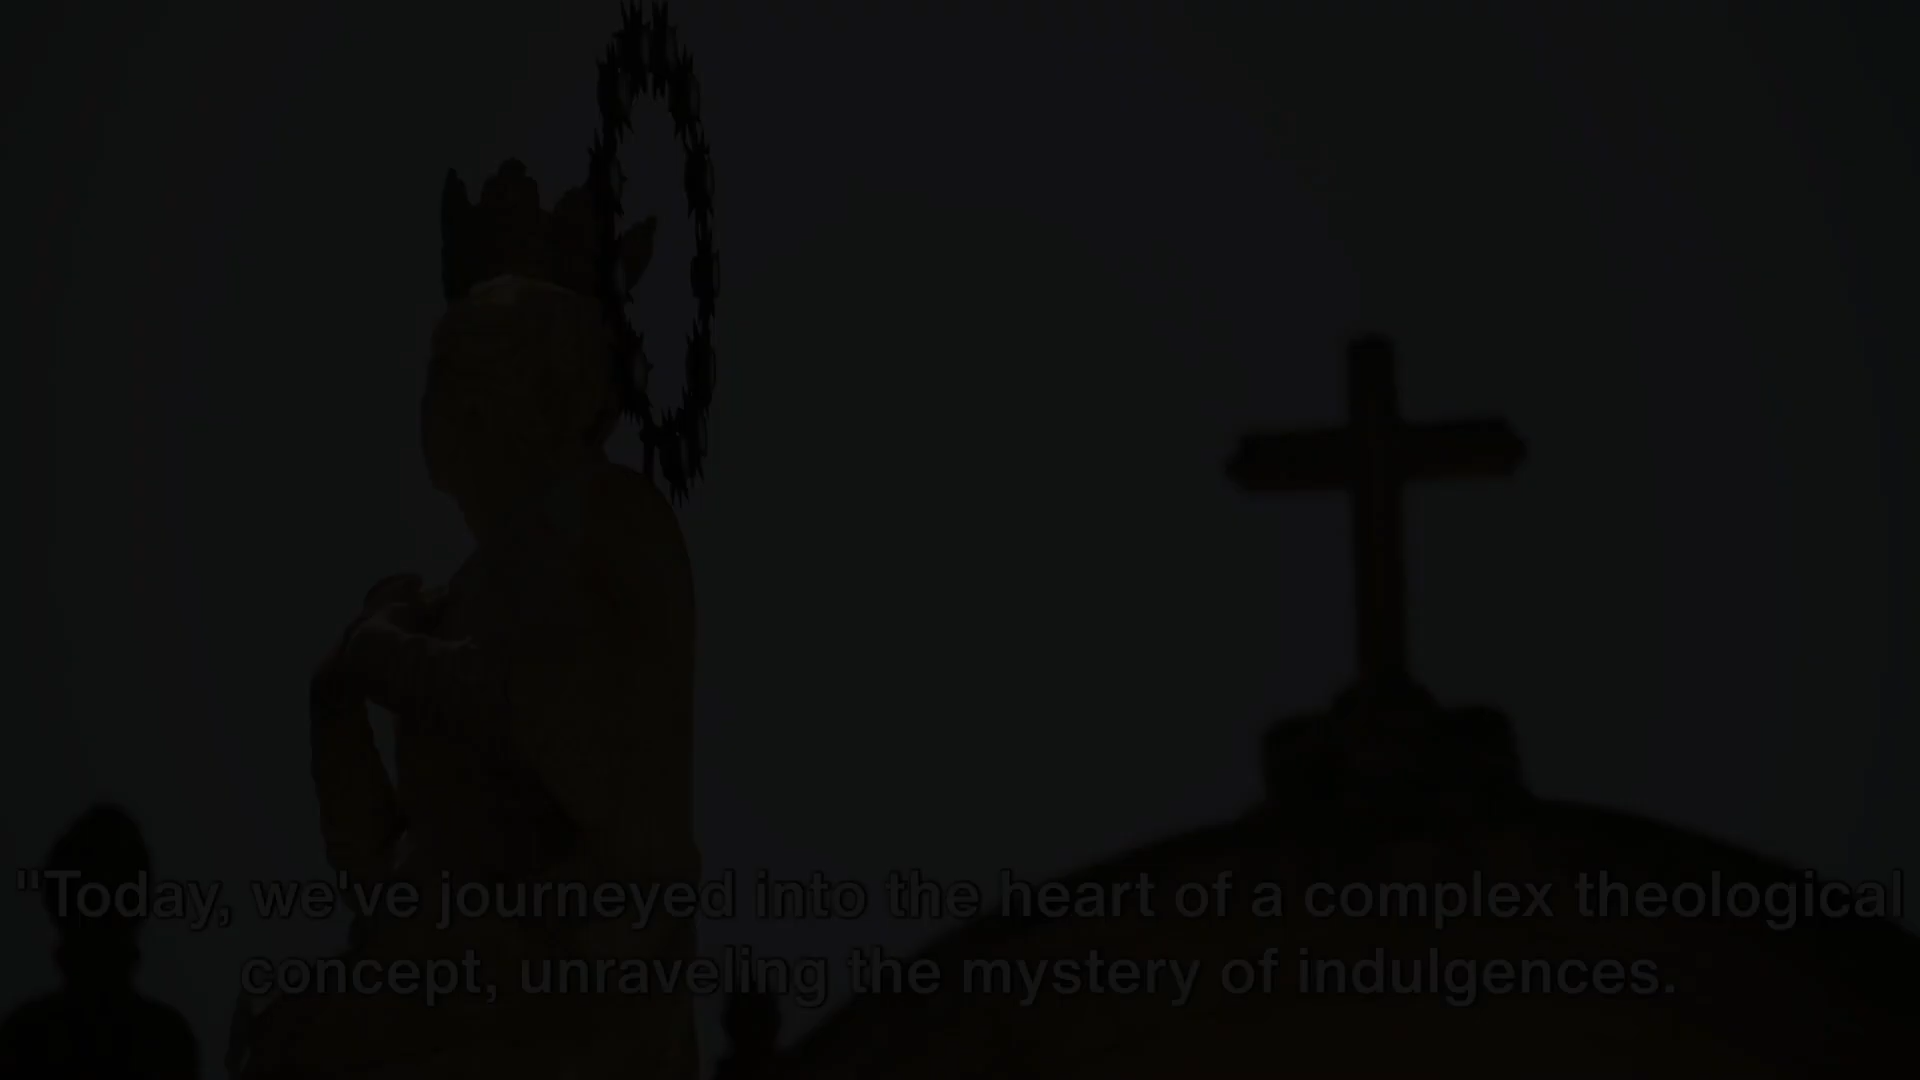 "Today, we've journeyed into the heart of a complex theological
concept, unraveling the mystery of indulgences.